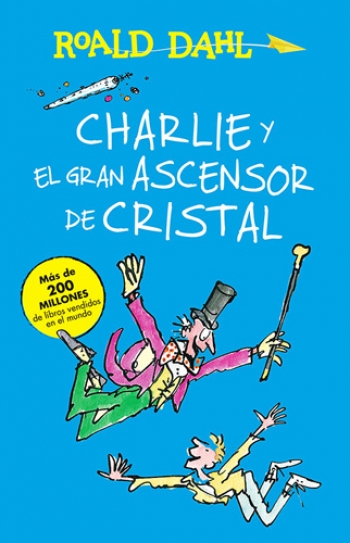 ROALD DAHL
CHARLIE Y
EL GRAN ASCENSOR
DE CRISTAL
Más de
200
MILLONES
de libros vendidos
en el mundo